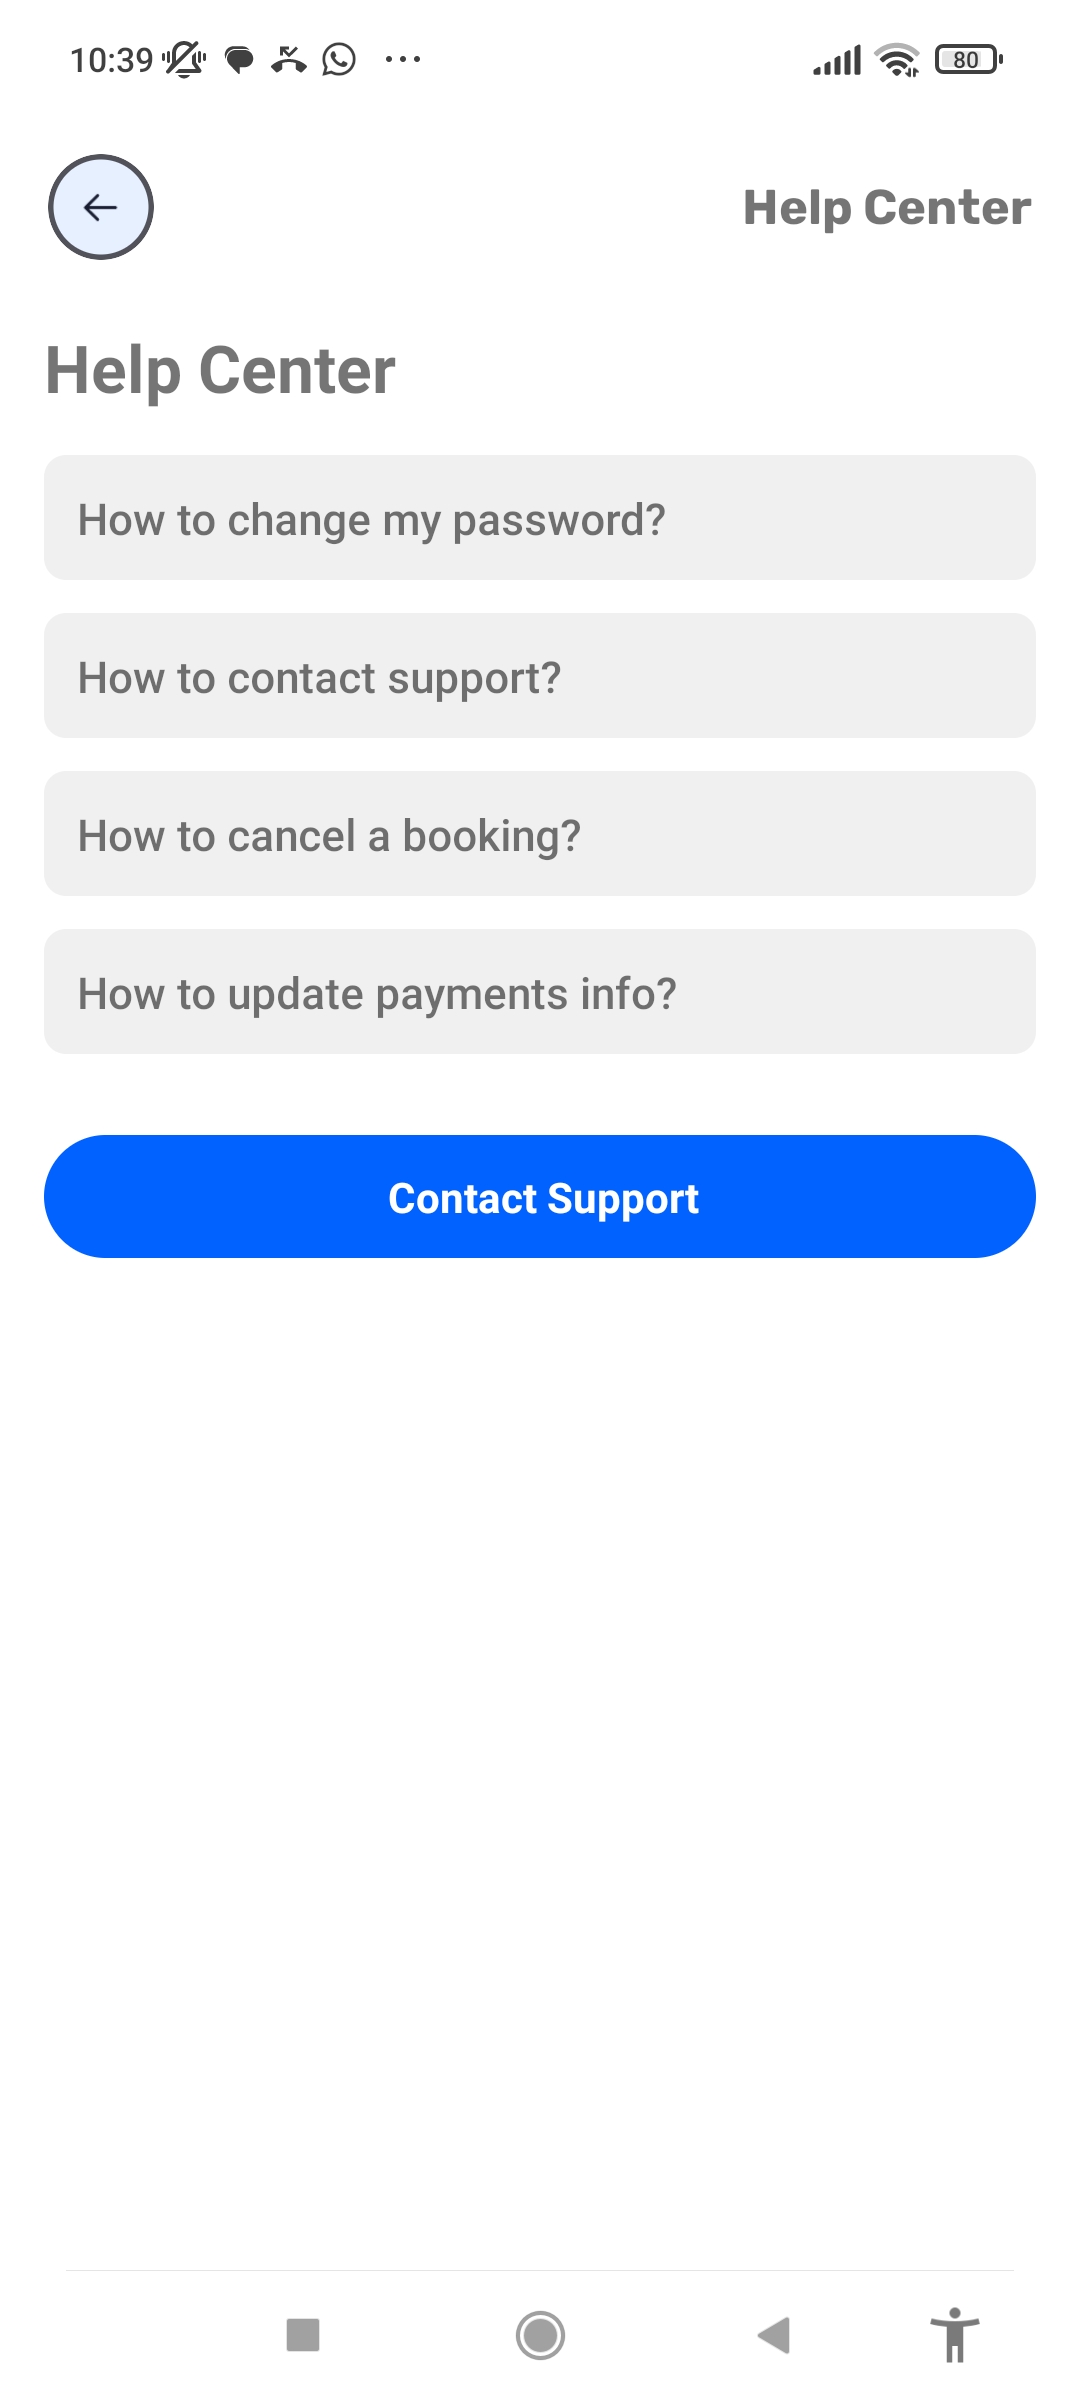 10:39
80
Help Center
Help Center
How to change my password?
How to contact support?
How to cancel a booking?
How to update payments info?
Contact Support